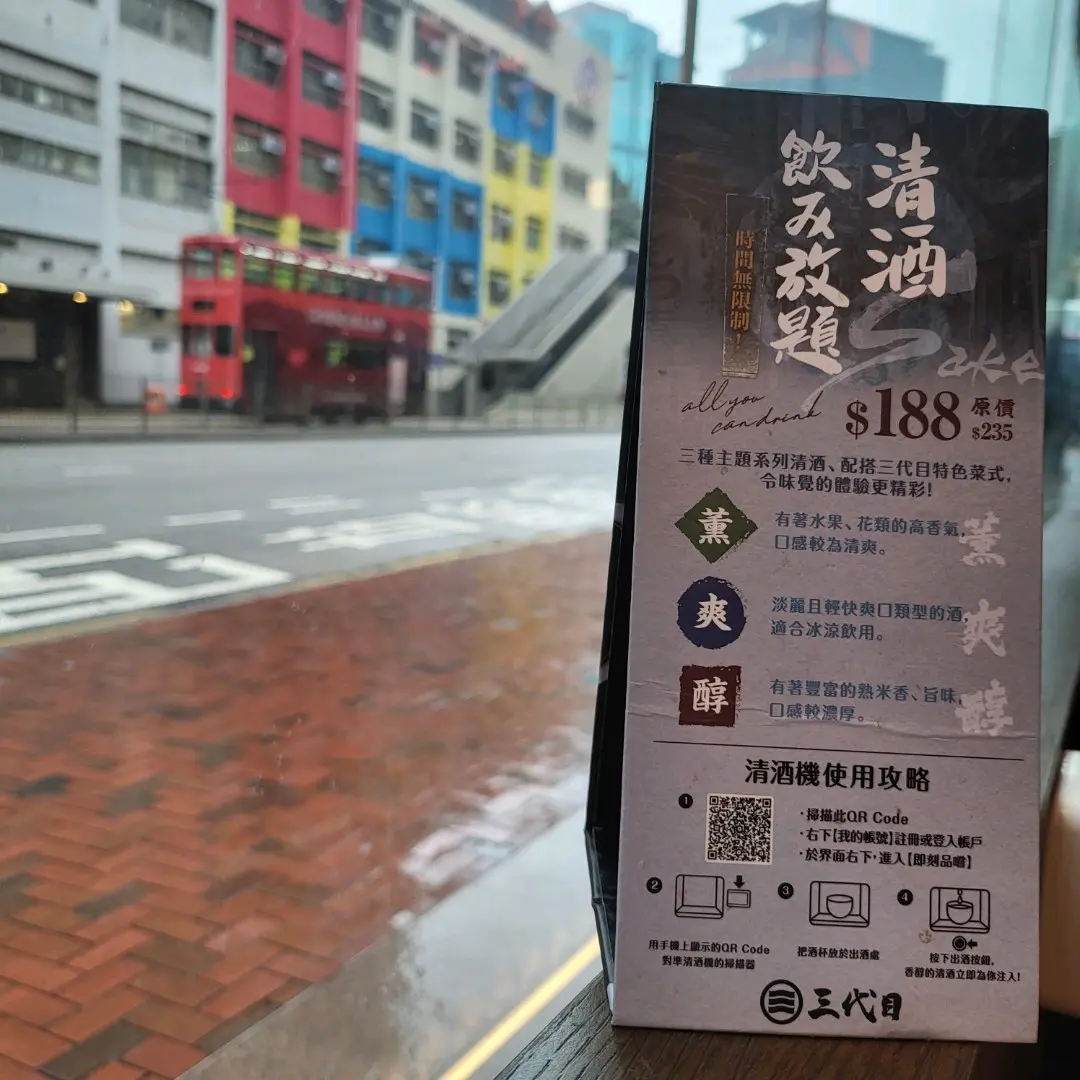 清酒
飲み放題
時間無限制!
Sake
all you
can drink
$188 原價
$235
三種主題系列清酒、配搭三代目特色菜式,
令味覺的體驗更精彩!
薰
有著水果、花類的高香氣,
口感較為清爽。
薰
爽
淡麗且輕快爽口類型的酒,
適合冰涼飲用。
爽
醇
有著豐富的熟米香、旨味,
口感較濃厚。
醇
清酒機使用攻略
1
·掃描此QR Code
·右下【我的帳號】註冊或登入帳戶
·於界面右下,進入【即刻品嚐】
2
用手機上顯示的QR Code
對準清酒機的掃描器
3
把酒杯放於出酒處
4
按下出酒按鈕,
香醇的清酒立即為你注入!
三代目